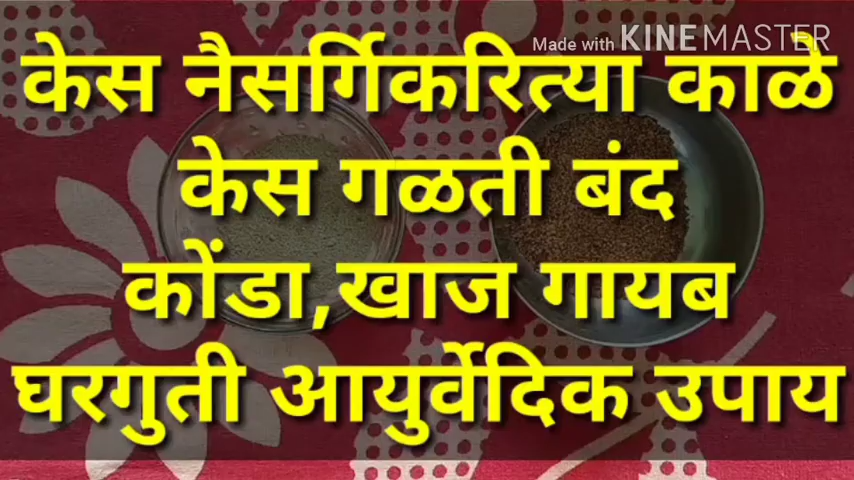 Made with KINEMASTER
केस नैसर्गिकरित्या काळे
केस गळती बंद
कोंडा,खाज गायब
घरगुती आयुर्वेदिक उपाय